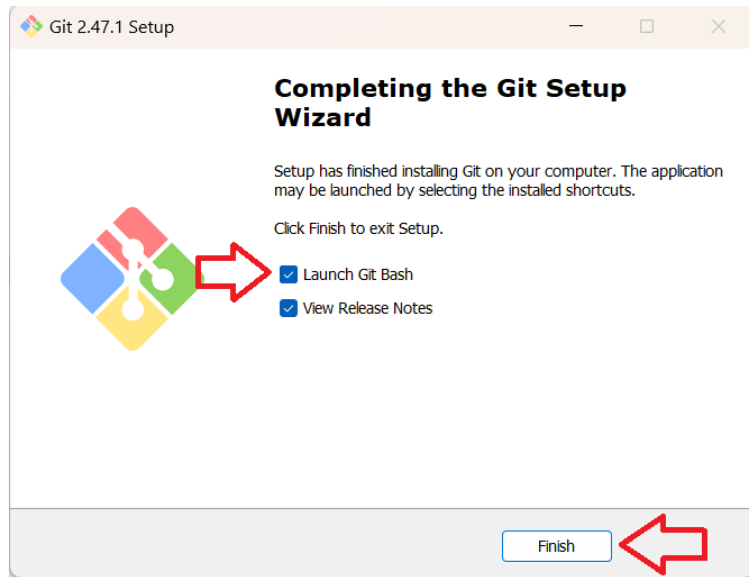 Git 2.47.1 Setup
Completing the Git Setup
Wizard
Setup has finished installing Git on your computer. The application
may be launched by selecting the installed shortcuts.
Click Finish to exit Setup.
Launch Git Bash
View Release Notes
Finish